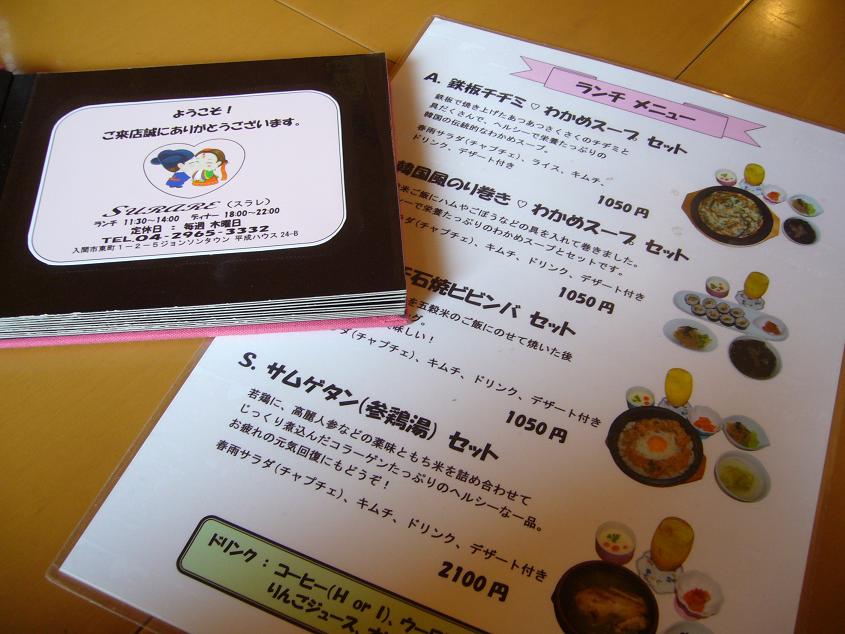 ようこそ！
ご来店誠にありがとうございます。
SURARE (スラレ)
ランチ 11:30～14:00 ディナー 18:00～22:00
定休日 : 毎週 木曜日
TEL.04-2965-3332
入間市東町1-2-5ジョンソンタウン 平成ハウス 24-B
ランチ メニュー
A. 鉄板チヂミ ♡ わかめスープ セット
鉄板で焼き上げたあつあつさくさくのチヂミと
具だくさんで、ヘルシーで栄養たっぷりの
韓国の伝統的なわかめスープ。
春雨サラダ(チャプチェ)、ライス、キムチ、
ドリンク、デザート付き
1050円
韓国風のり巻き ♡ わかめスープ セット
米ご飯にハムやごぼうなどの具を入れて巻きました。
シーで栄養たっぷりのわかめスープとセットです。
ラダ(チャプチェ)、キムチ、ドリンク、デザート付き
1050円
石焼ビビンバ セット
を五穀米のご飯にのせて焼いた後
味しい！
ダ(チャプチェ)、キムチ、ドリンク、デザート付き
1050円
S. サムゲタン(参鶏湯) セット
若鶏に、高麗人参などの薬味ともち米を詰め合わせて
じっくり煮込んだコラーゲンたっぷりのヘルシーな一品。
お疲れの元気回復にもどうぞ！
春雨サラダ(チャプチェ)、キムチ、ドリンク、デザート付き
2100円
ドリンク : コーヒー(H or I)、ウー
りんごジュース、